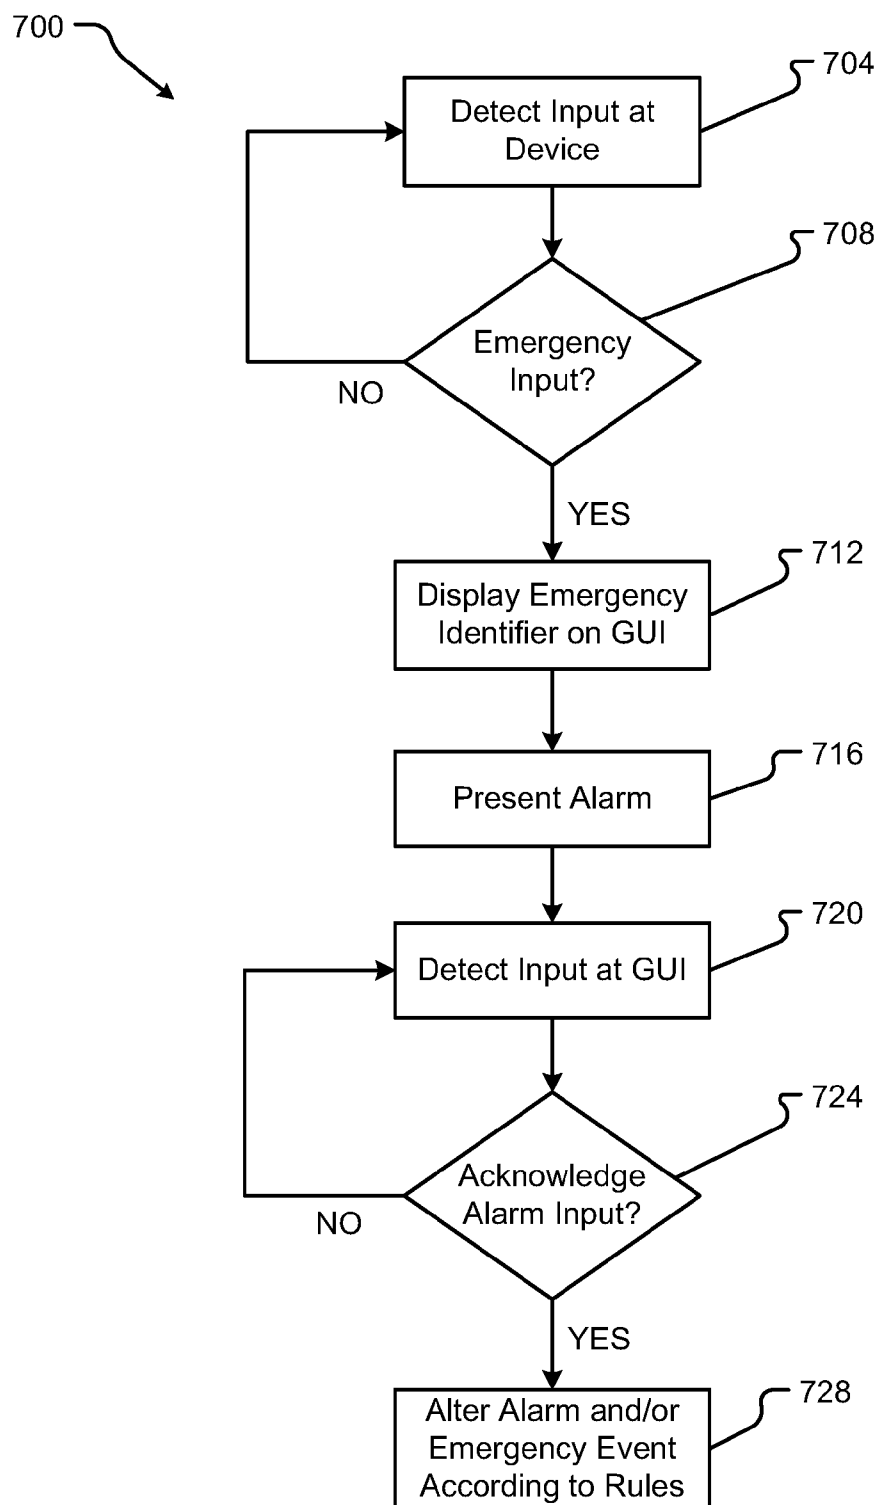 700
704
Detect Input at
Device
708
Emergency
Input?
NO
YES
712
Display Emergency
Identifier on GUI
716
Present Alarm
720
Detect Input at GUI
724
Acknowledge
Alarm Input?
NO
YES
728
Alter Alarm and/or
Emergency Event
According to Rules